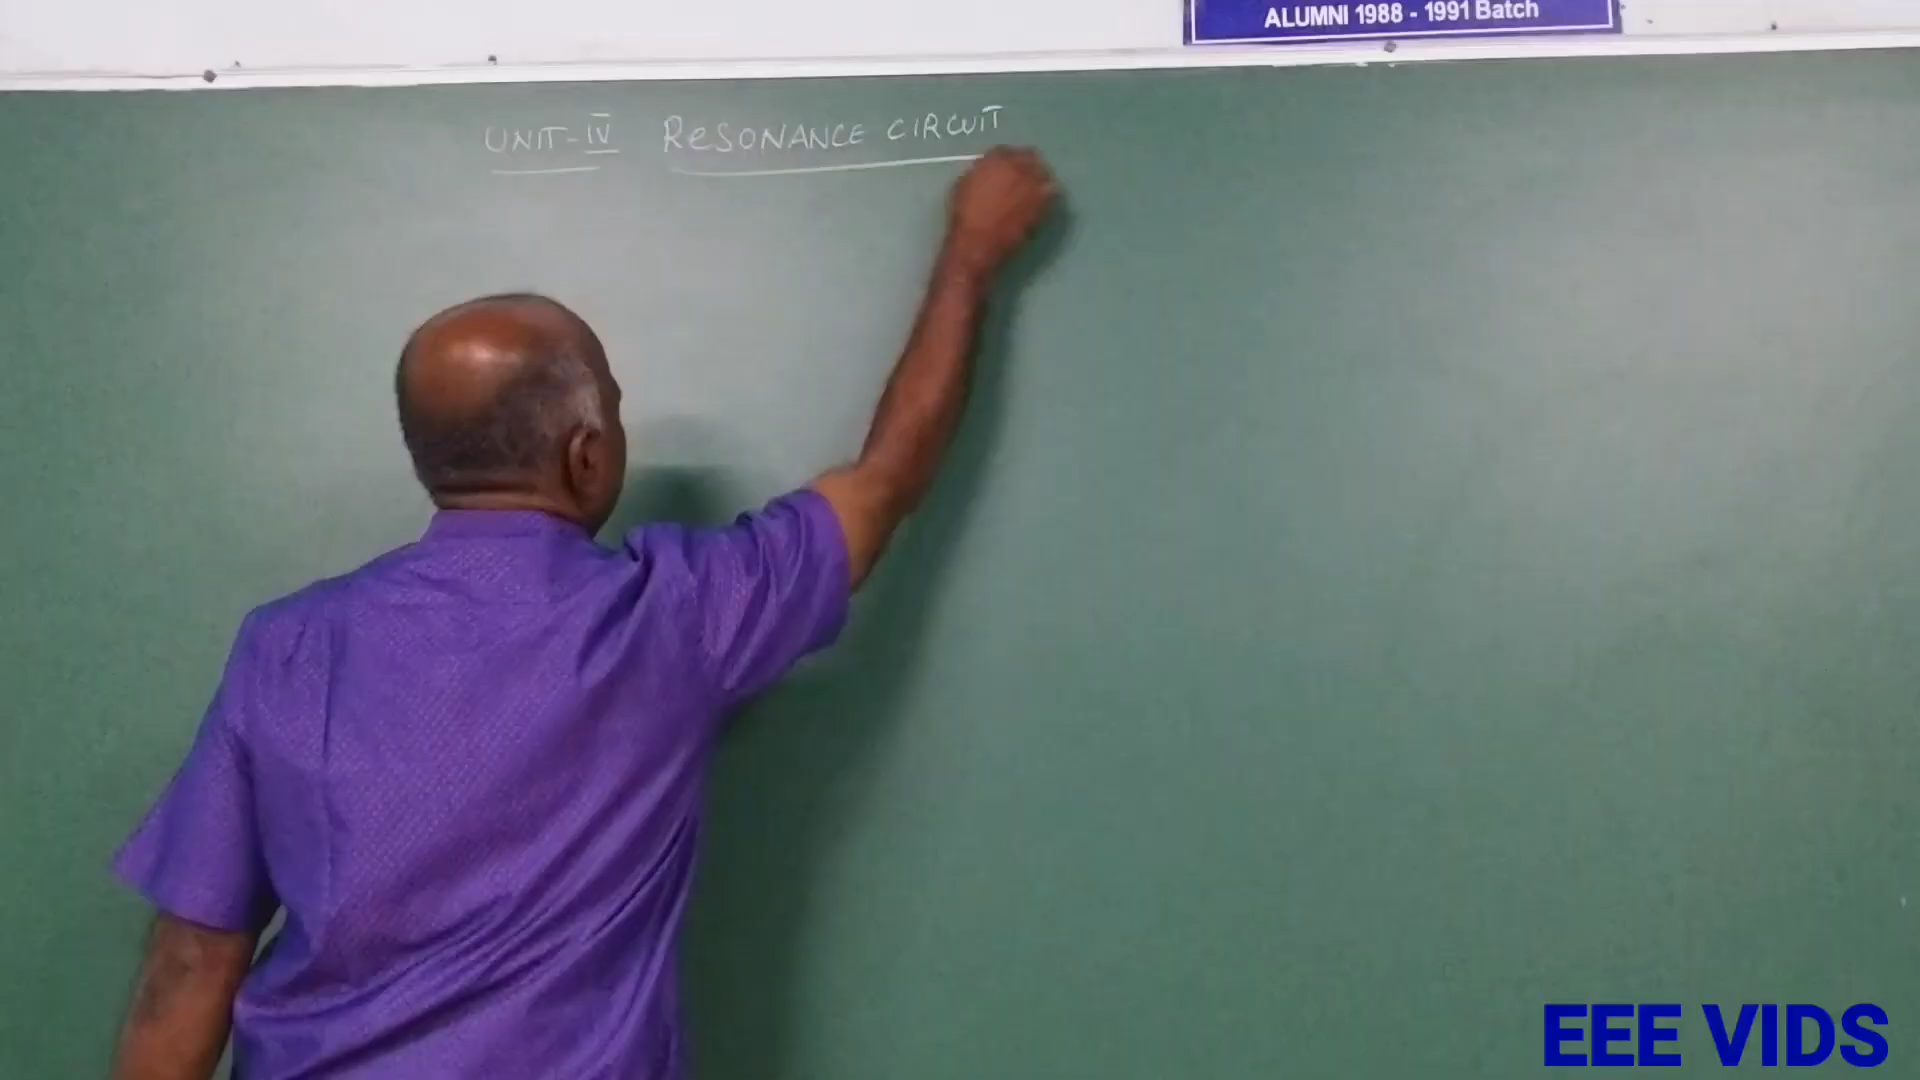 ALUMNI 1988 - 1991 Batch
UNIT-IV ReSONANCE CIRCUIT
EEE VIDS